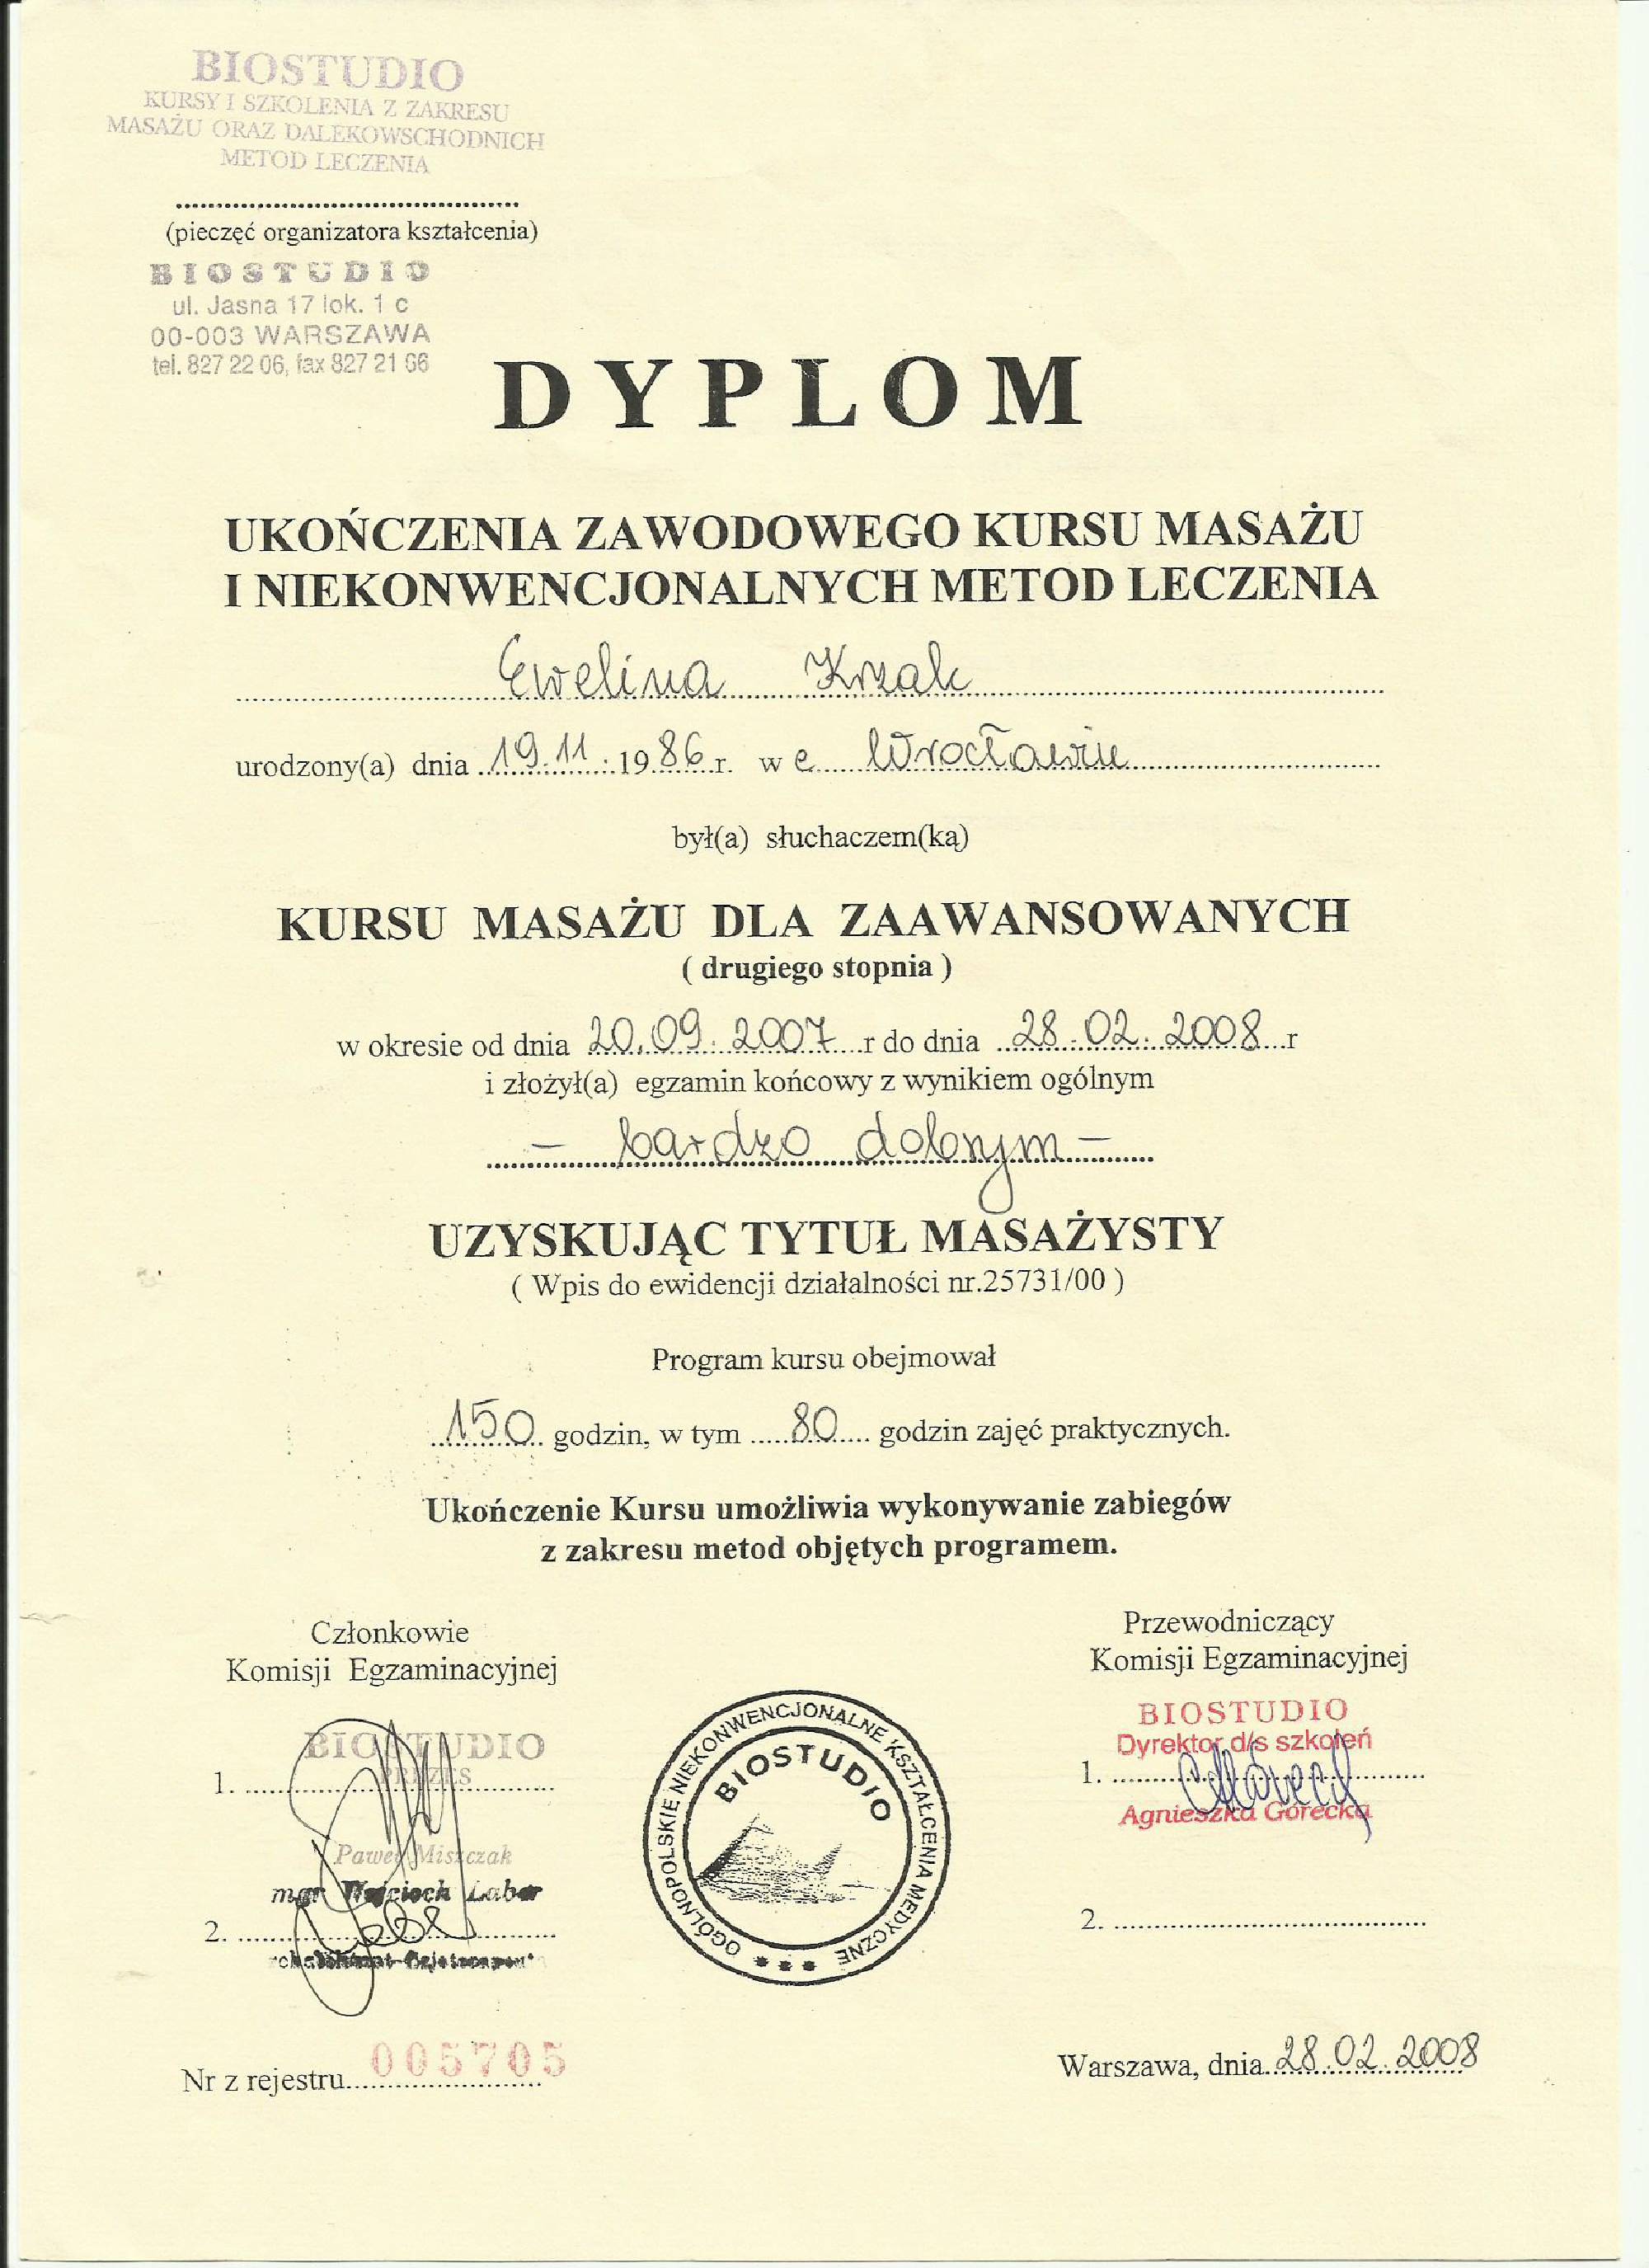 BIOSTUDIO
KURSY I SZKOLENIA Z ZAKRESU
MASAŻU ORAZ DALEKOWSCHODNICH
METOD LECZENIA
(pieczęć organizatora kształcenia)
BIOSTUDIO
ul. Jasna 17 lok. 1 c
00-003 WARSZAWA
tel. 827 22 06, fax 827 21 66
DYPLOM
UKOŃCZENIA ZAWODOWEGO KURSU MASAŻU
I NIEKONWENCJONALNYCH METOD LECZENIA
Ewelina Krzak
urodzony(a) dnia 19.11.1986 r. we Wrocławiu
był(a) słuchaczem(ką)
KURSU MASAŻU DLA ZAAWANSOWANYCH
( drugiego stopnia )
w okresie od dnia 20.09.2007 r do dnia 28.02.2008 r
i złożył(a) egzamin końcowy z wynikiem ogólnym
– bardzo dobrym –
UZYSKUJĄC TYTUŁ MASAŻYSTY
( Wpis do ewidencji działalności nr.25731/00 )
Program kursu obejmował
150 godzin, w tym 80 godzin zajęć praktycznych.
Ukończenie Kursu umożliwia wykonywanie zabiegów
z zakresu metod objętych programem.
Członkowie
Komisji Egzaminacyjnej
BIOSTUDIO
PREZES
1.
Paweł Miszczak
mgr Wojciech Labar
2.
OGÓLNOPOLSKIE NIEKONWENCJONALNE KSZTAŁCENIA MEDYCZNE
BIOSTUDIO
Przewodniczący
Komisji Egzaminacyjnej
BIOSTUDIO
Dyrektor d/s szkoleń
1.
Agnieszka Górecka
2.
Nr z rejestru 005705
Warszawa, dnia 28.02.2008